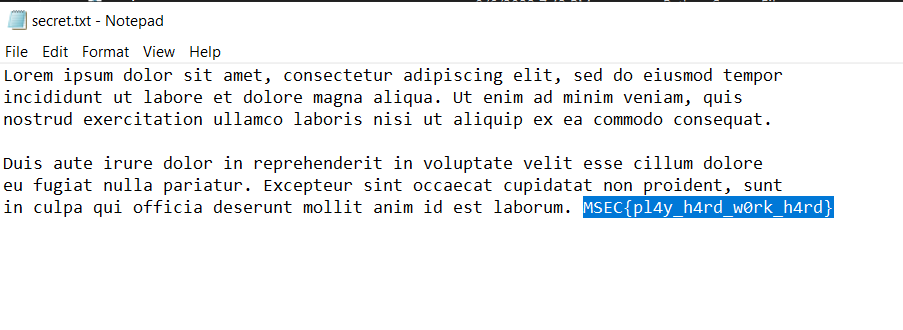 secret.txt - Notepad
File Edit Format View Help
Lorem ipsum dolor sit amet, consectetur adipiscing elit, sed do eiusmod tempor
incididunt ut labore et dolore magna aliqua. Ut enim ad minim veniam, quis
nostrud exercitation ullamco laboris nisi ut aliquip ex ea commodo consequat.
Duis aute irure dolor in reprehenderit in voluptate velit esse cillum dolore
eu fugiat nulla pariatur. Excepteur sint occaecat cupidatat non proident, sunt
in culpa qui officia deserunt mollit anim id est laborum. MSEC{pl4y_h4rd_w0rk_h4rd}